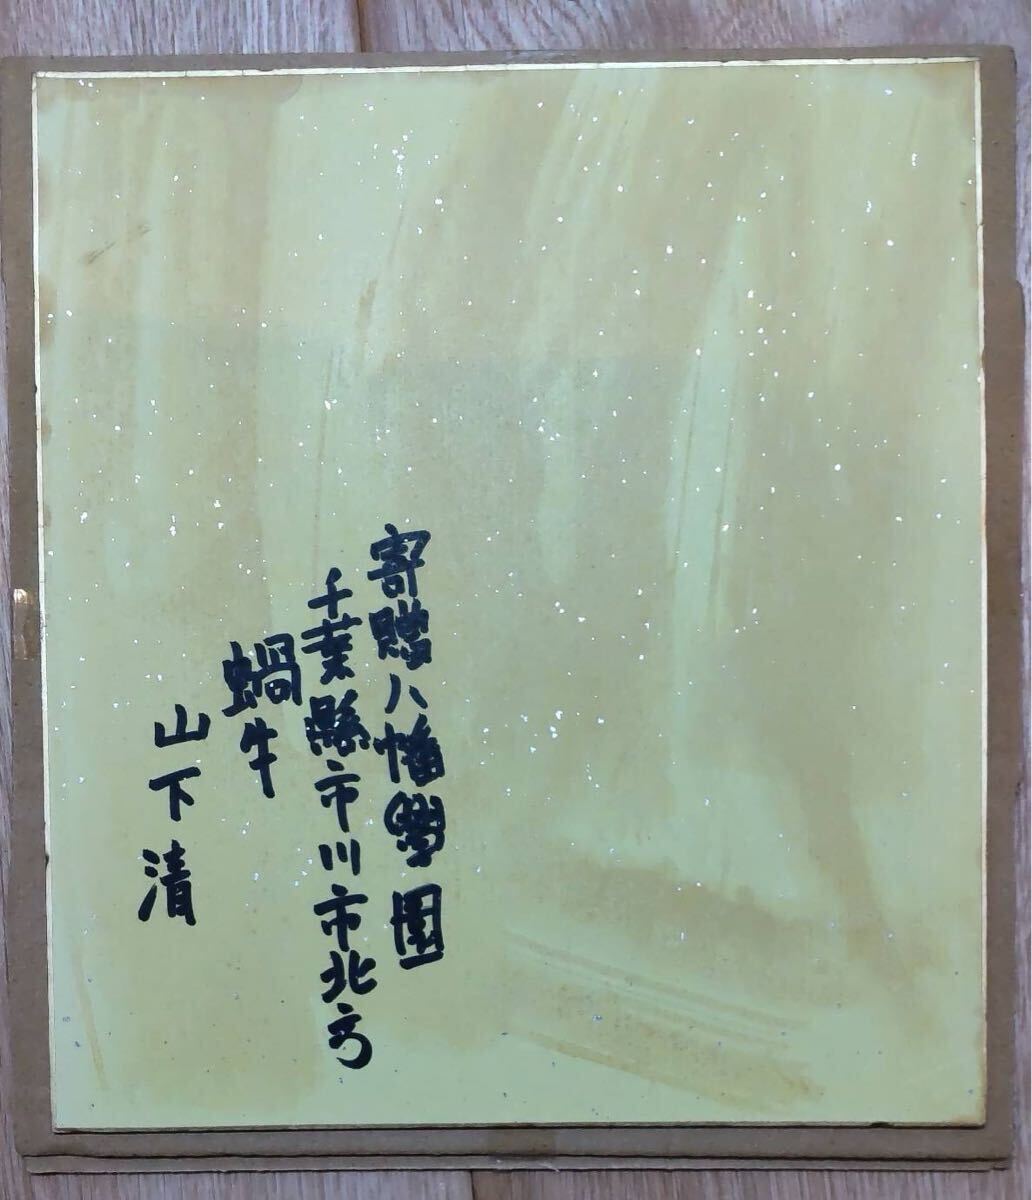 寄贈八幡學園
千葉縣市川市北方
蝸牛
山下清